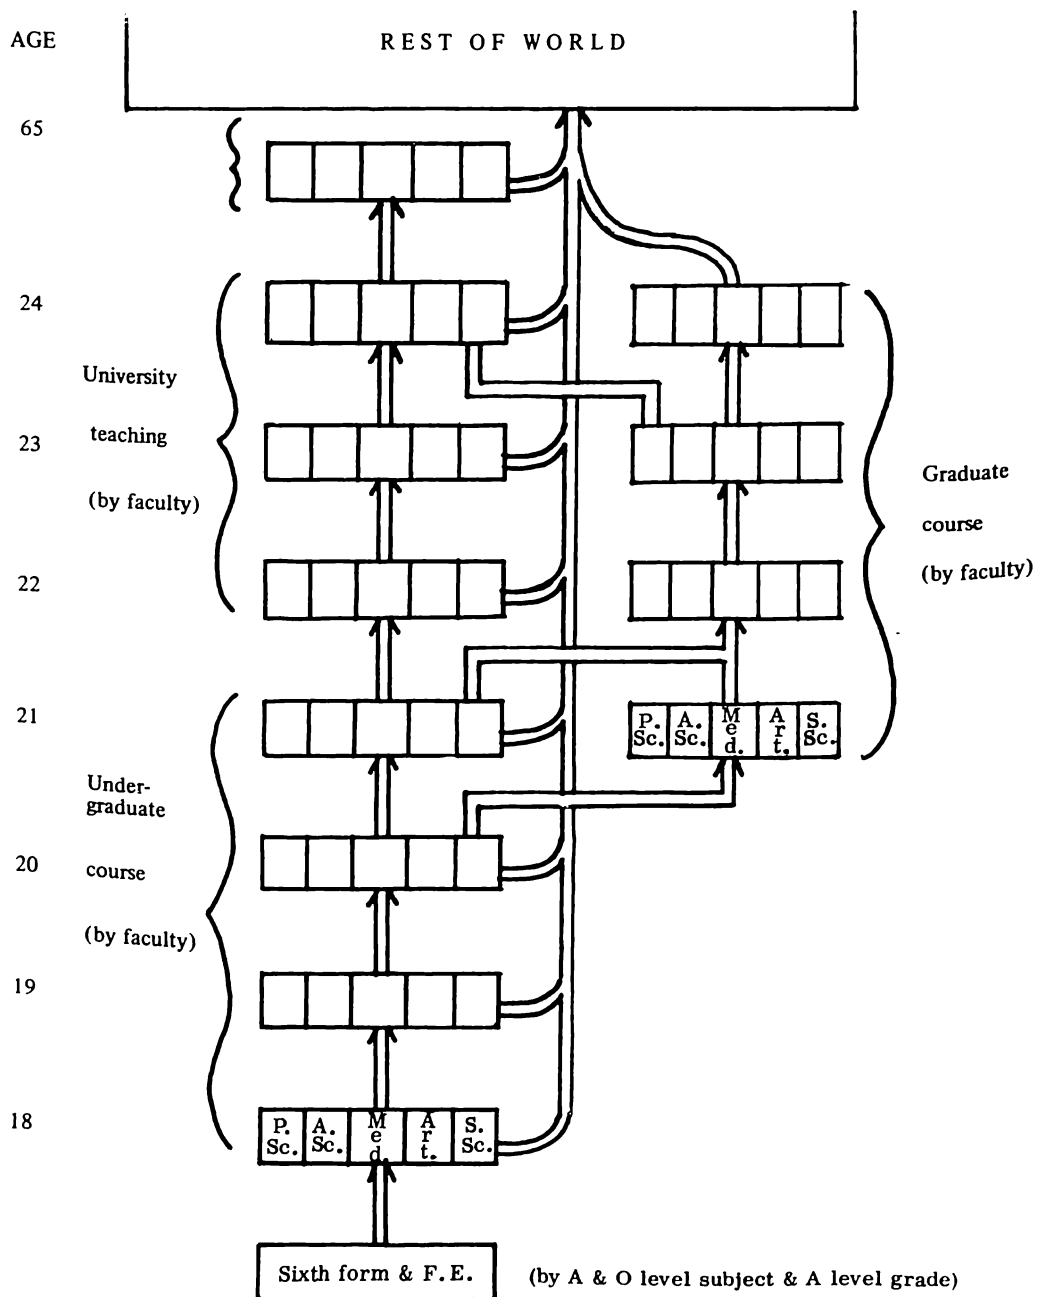 AGE
REST OF WORLD
65
24
University
teaching
(by faculty)
23
22
Graduate
course
(by faculty)
21
P. Sc.
A. Sc.
Med.
Art.
S. Sc.
Under-
graduate
course
(by faculty)
20
19
18
P. Sc.
A. Sc.
Med.
Art.
S. Sc.
Sixth form & F.E.
(by A & O level subject & A level grade)